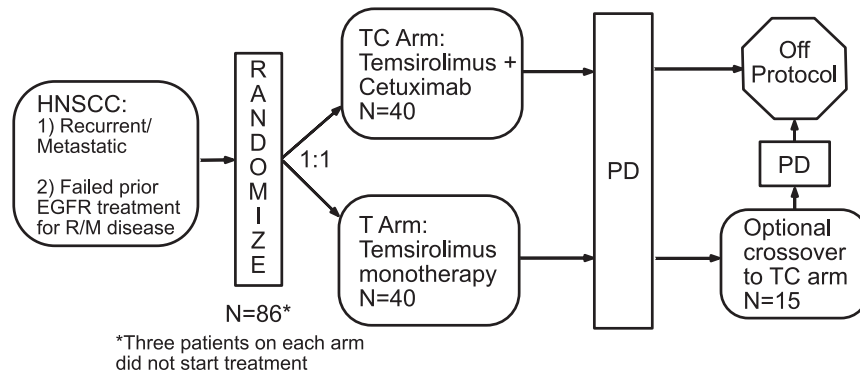 HNSCC:
1) Recurrent/
Metastatic
2) Failed prior
EGFR treatment
for R/M disease
RANDOMIZE
N=86*
*Three patients on each arm
did not start treatment
1:1
TC Arm:
Temsirolimus +
Cetuximab
N=40
T Arm:
Temsirolimus
monotherapy
N=40
PD
Off
Protocol
PD
Optional
crossover
to TC arm
N=15